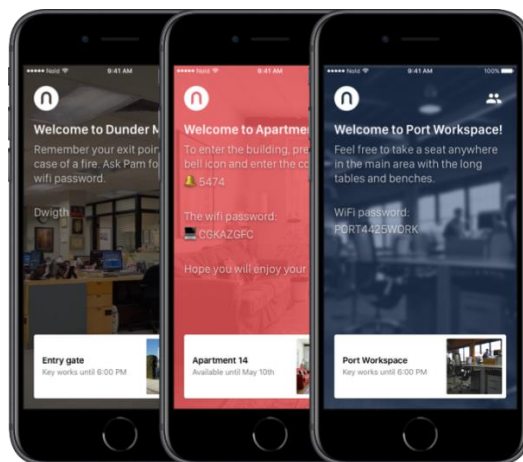 Nold 9:41 AM
n
Welcome to Dunder M
Remember your exit poin
case of a fire. Ask Pam fo
wifi password.
Dwigth
Entry gate
Key works until 6:00 PM
Nold 9:41 AM
n
Welcome to Apartmen
To enter the building, pre
bell icon and enter the co
5474
The wifi password:
CGKAZGFC
Hope you will enjoy your
Apartment 14
Available until May 10th
Nold 9:41 AM 100%
n
Welcome to Port Workspace!
Feel free to take a seat anywhere
in the main area with the long
tables and benches.
WiFi password:
PORT4425WORK
Port Workspace
Key works until 6:00 PM